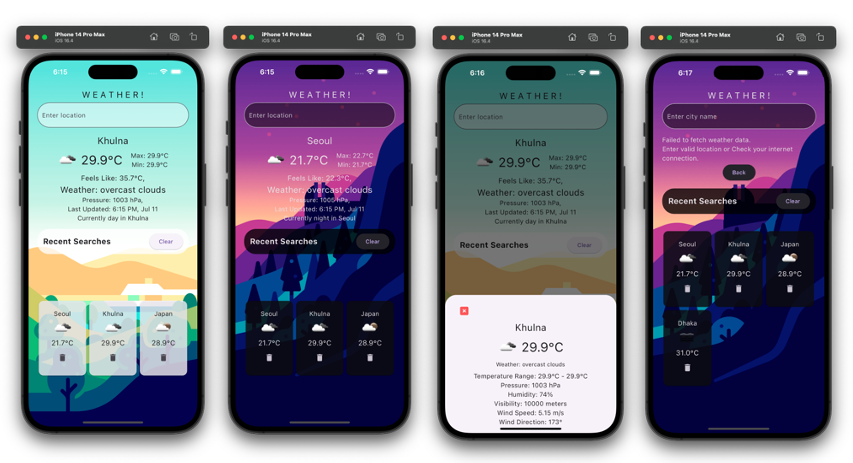 iPhone 14 Pro Max
iOS 16.4
6:15
WEATHER!
Enter location
Khulna
29.9°C
Max: 29.9°C
Min: 29.9°C
Feels Like: 35.7°C,
Weather: overcast clouds
Pressure: 1003 hPa,
Last Updated: 6:15 PM, Jul 11
Currently day in Khulna
Recent Searches
Clear
Seoul
21.7°C
Khulna
29.9°C
Japan
28.9°C
iPhone 14 Pro Max
iOS 16.4
6:15
WEATHER!
Enter location
Seoul
21.7°C
Max: 22.7°C
Min: 21.7°C
Feels Like: 22.3°C,
Weather: overcast clouds
Pressure: 1005 hPa,
Last Updated: 6:15 PM, Jul 11
Currently night in Seoul
Recent Searches
Clear
Seoul
21.7°C
Khulna
29.9°C
Japan
28.9°C
iPhone 14 Pro Max
iOS 16.4
6:16
WEATHER!
Enter location
Khulna
29.9°C
Max: 29.9°C
Min: 29.9°C
Feels Like: 35.7°C,
Weather: overcast clouds
Pressure: 1003 hPa,
Last Updated: 6:15 PM, Jul 11
Currently day in Khulna
Recent Searches
Clear
Khulna
29.9°C
Weather: overcast clouds
Temperature Range: 29.9°C - 29.9°C
Pressure: 1003 hPa
Humidity: 74%
Visibility: 10000 meters
Wind Speed: 5.15 m/s
Wind Direction: 173°
iPhone 14 Pro Max
iOS 16.4
6:17
WEATHER!
Enter city name
Failed to fetch weather data.
Enter valid location or Check your internet
connection.
Back
Recent Searches
Clear
Seoul
21.7°C
Khulna
29.9°C
Japan
28.9°C
Dhaka
31.0°C